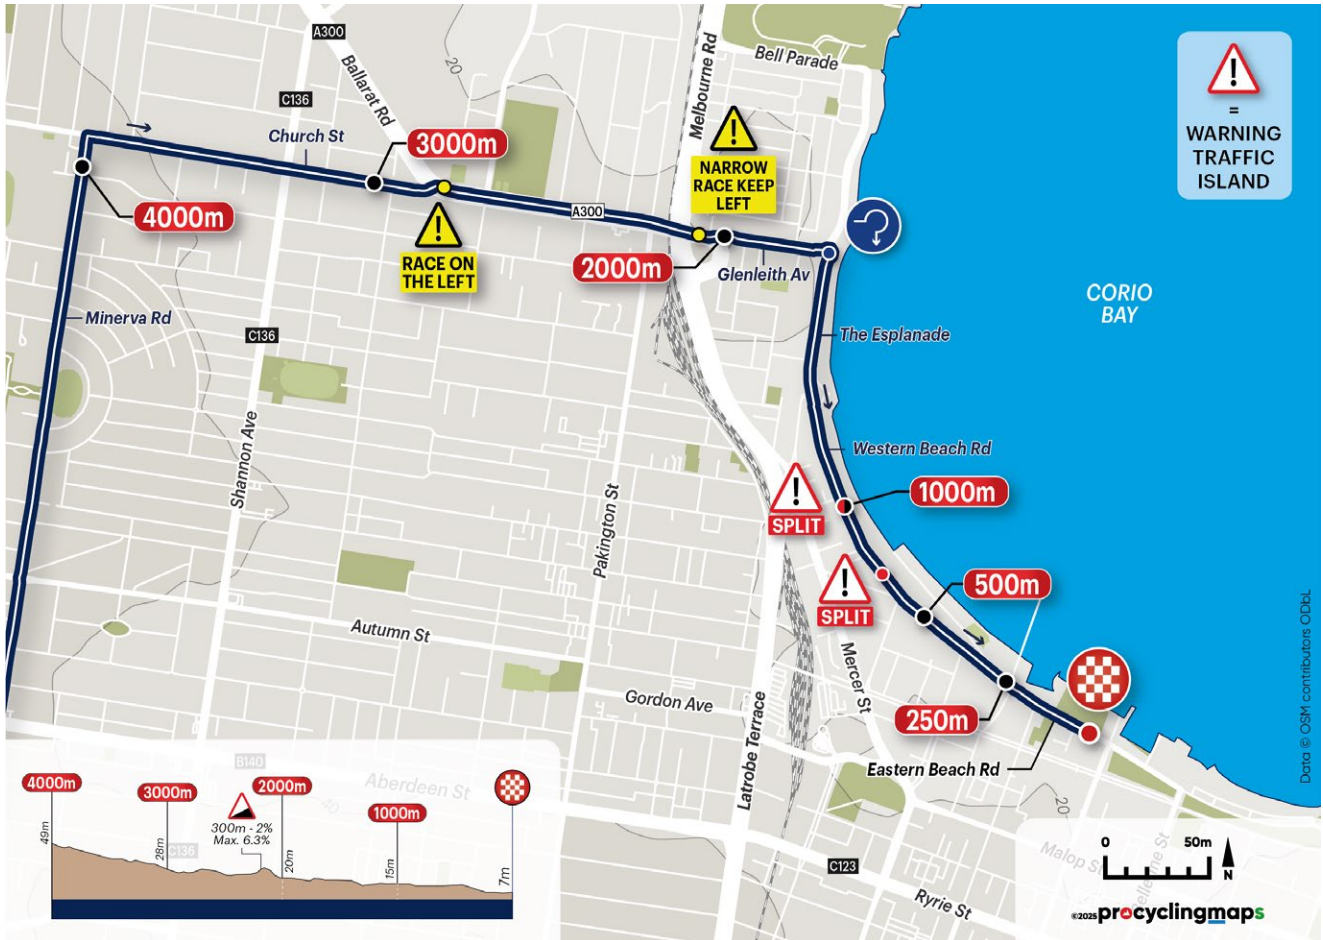 A300
Ballarat Rd
20
Melbourne Rd
Bell Parade
!
=
WARNING
TRAFFIC
ISLAND
C136
Church St
3000m
!
NARROW
RACE KEEP
LEFT
4000m
A300
!
RACE ON
THE LEFT
2000m
Glenleith Av
CORIO
BAY
Minerva Rd
C136
The Esplanade
Shannon Ave
Western Beach Rd
!
SPLIT
1000m
Pakington St
!
SPLIT
500m
Autumn St
Mercer St
Gordon Ave
250m
Latrobe Terrace
Eastern Beach Rd
Data © OSM contributors ODbL
B140
Aberdeen St
40
20
4000m
3000m
2000m
1000m
300m - 2%
Max. 6.3%
49m
28m
C136
20m
15m
7m
C123
Ryrie St
Malop St
0
50m
N
©2025 procyclingmaps